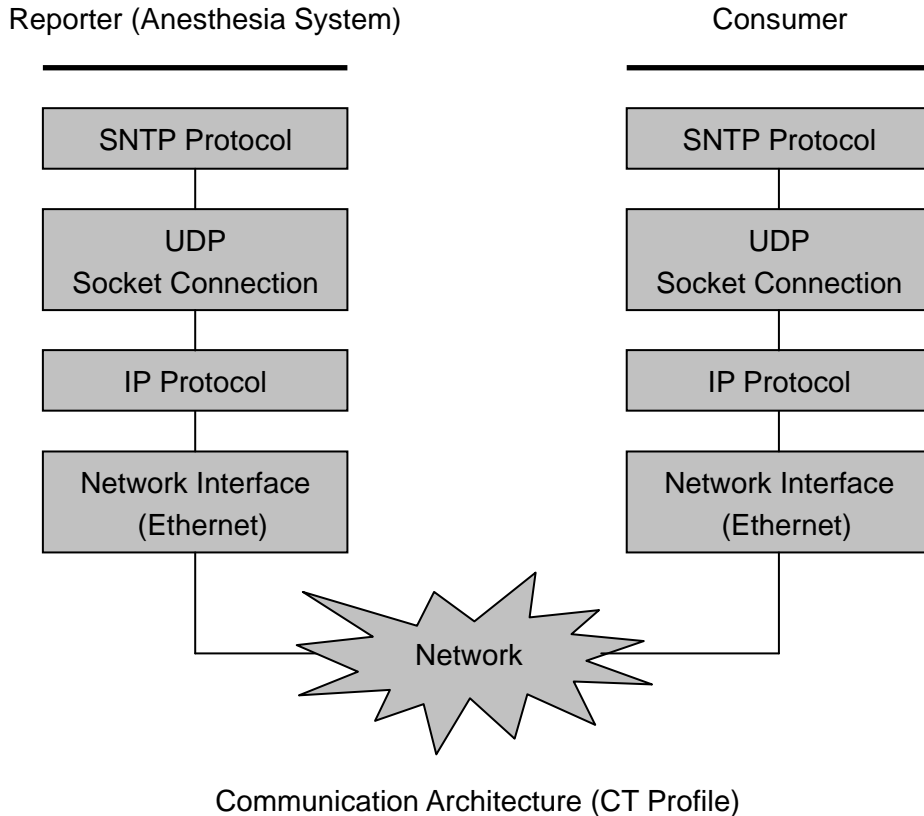 Reporter (Anesthesia System)
Consumer
SNTP Protocol
SNTP Protocol
UDP
Socket Connection
UDP
Socket Connection
IP Protocol
IP Protocol
Network Interface
(Ethernet)
Network Interface
(Ethernet)
Network
Communication Architecture (CT Profile)